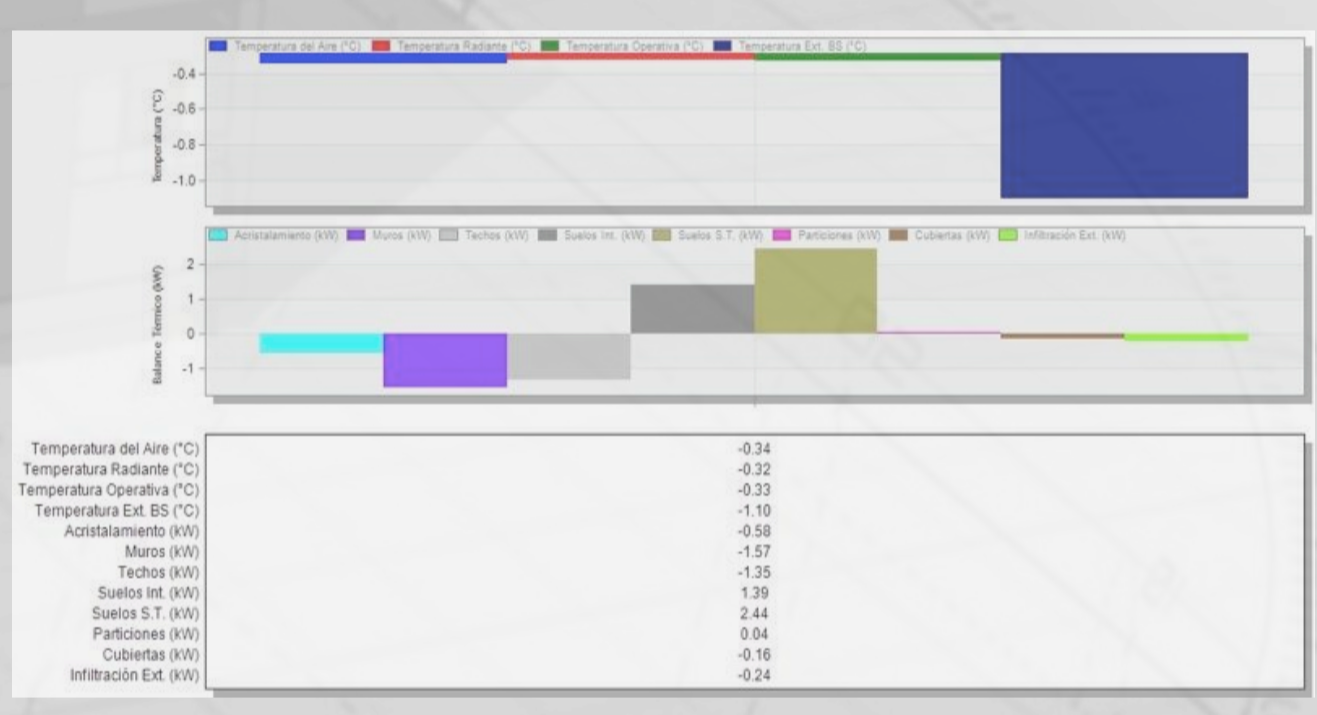 Temperatura del Aire (°C) Temperatura Radiante (°C) Temperatura Operativa (°C) Temperatura Ext. BS (°C)
Temperatura (°C)
-0.4
-0.6
-0.8
-1.0
Acristalamiento (kW) Muros (kW) Techos (kW) Suelos Int. (kW) Suelos S.T. (kW) Particiones (kW) Cubiertas (kW) Infiltración Ext. (kW)
Balance Térmico (kW)
2
1
0
-1
Temperatura del Aire (°C) -0.34
Temperatura Radiante (°C) -0.32
Temperatura Operativa (°C) -0.33
Temperatura Ext. BS (°C) -1.10
Acristalamiento (kW) -0.58
Muros (kW) -1.57
Techos (kW) -1.35
Suelos Int. (kW) 1.39
Suelos S.T. (kW) 2.44
Particiones (kW) 0.04
Cubiertas (kW) -0.16
Infiltración Ext. (kW) -0.24